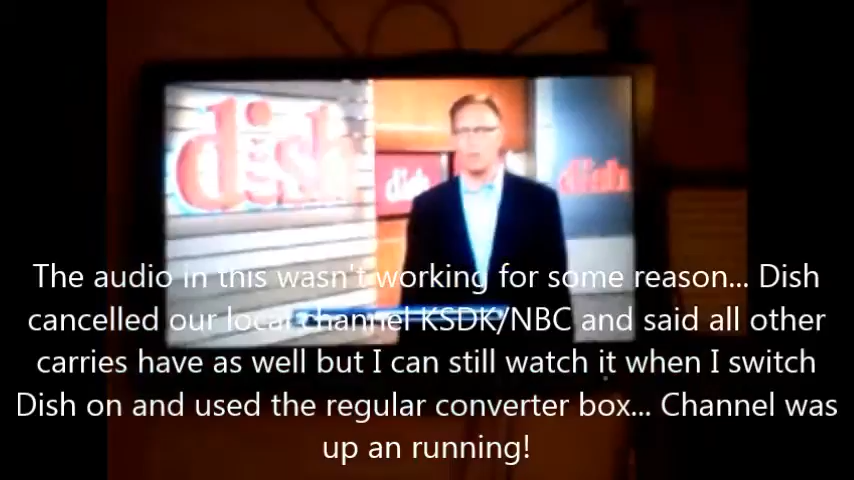 dish
dish
dish
The audio in this wasn't working for some reason... Dish
cancelled our local channel KSDK/NBC and said all other
carries have as well but I can still watch it when I switch
Dish on and used the regular converter box... Channel was
up an running!